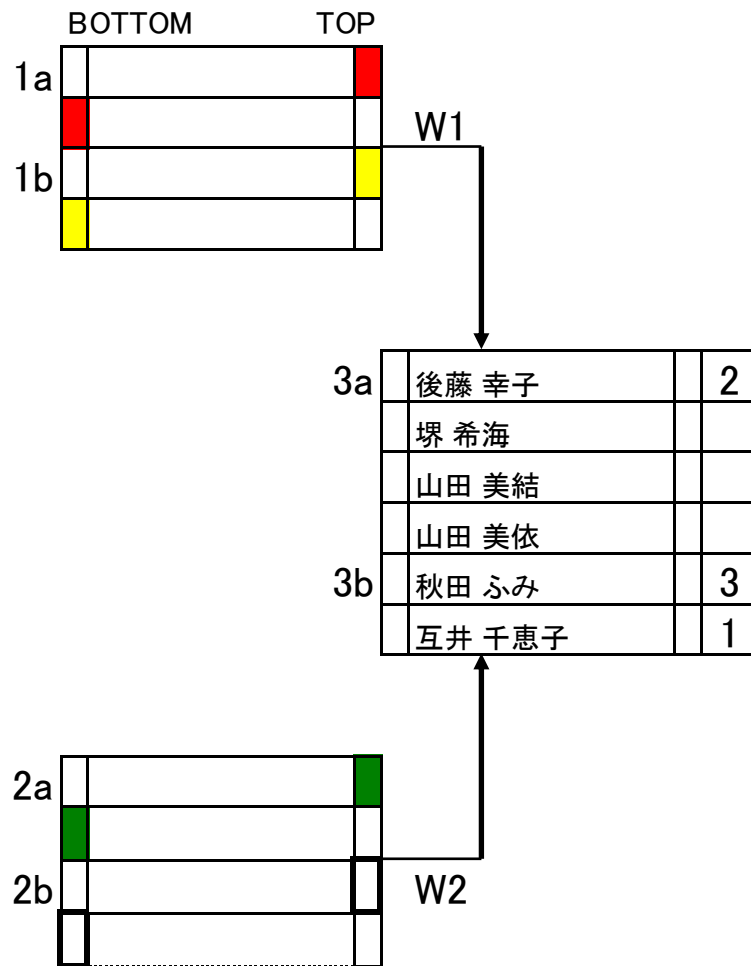 BOTTOM TOP
1a
W1
1b
3a 後藤 幸子 2
堺 希海
山田 美結
山田 美依
3b 秋田 ふみ 3
互井 千恵子 1
2a
2b W2